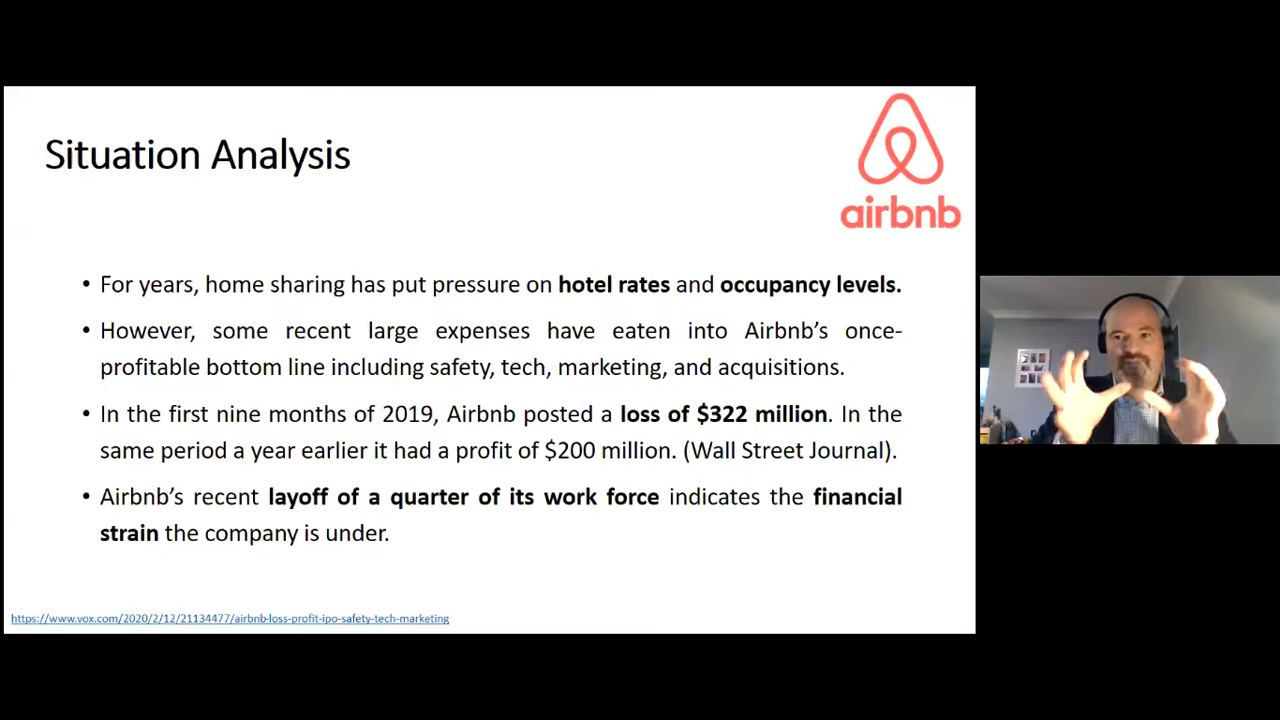 Situation Analysis
airbnb
• For years, home sharing has put pressure on hotel rates and occupancy levels.
• However, some recent large expenses have eaten into Airbnb’s once-
profitable bottom line including safety, tech, marketing, and acquisitions.
• In the first nine months of 2019, Airbnb posted a loss of $322 million. In the
same period a year earlier it had a profit of $200 million. (Wall Street Journal).
• Airbnb’s recent layoff of a quarter of its work force indicates the financial
strain the company is under.
https://www.vox.com/2020/2/12/21134477/airbnb-loss-profit-ipo-safety-tech-marketing